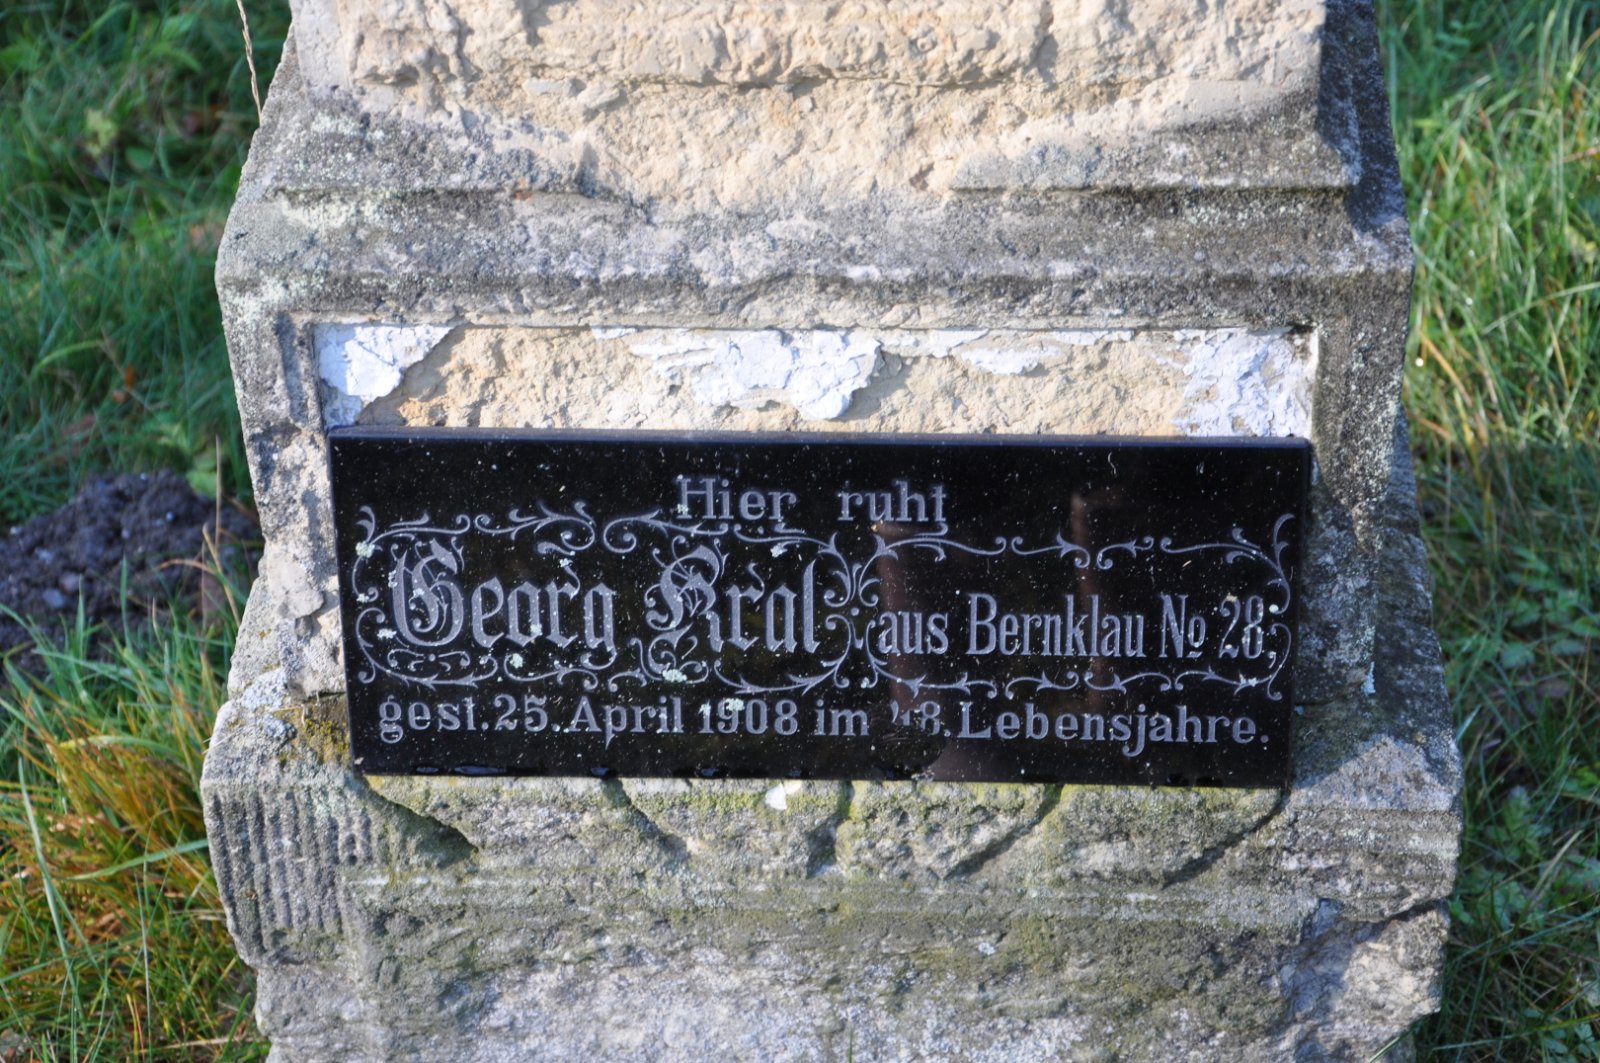 Hier ruht
Georg Kral aus Bernklau No 28,
gest. 25. April 1908 im Lebensjahre.